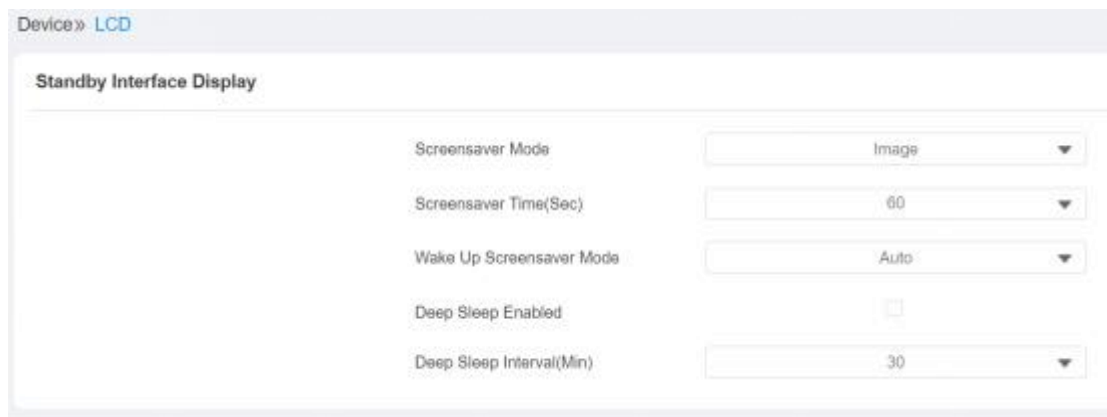 Device» LCD
Standby Interface Display
Screensaver Mode Image
Screensaver Time(Sec) 60
Wake Up Screensaver Mode Auto
Deep Sleep Enabled
Deep Sleep Interval(Min) 30